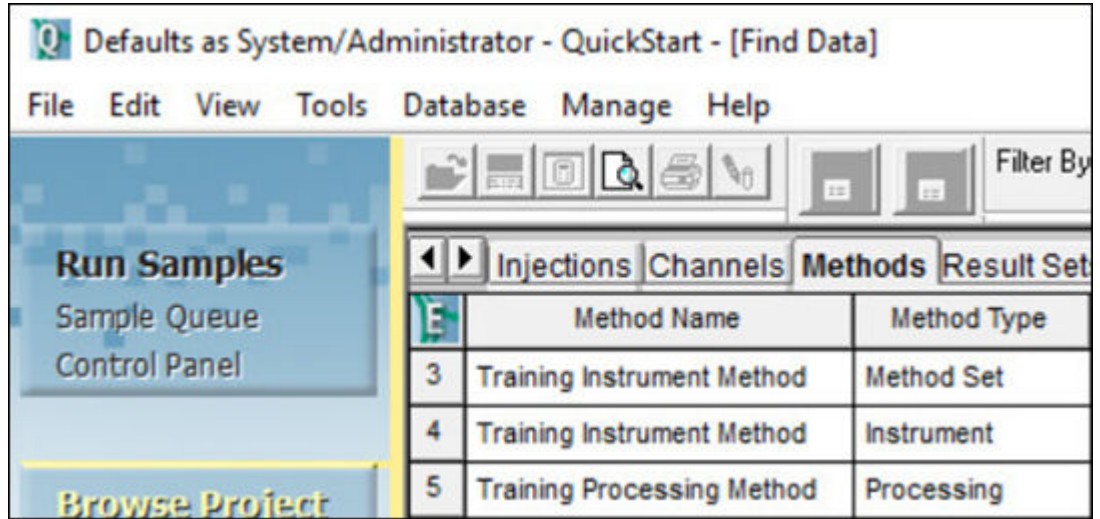 Defaults as System/Administrator - QuickStart - [Find Data]
File Edit View Tools Database Manage Help
Filter By
Run Samples
Sample Queue
Control Panel
Browse Project
Injections Channels Methods Result Sets
Method Name Method Type
3 Training Instrument Method Method Set
4 Training Instrument Method Instrument
5 Training Processing Method Processing